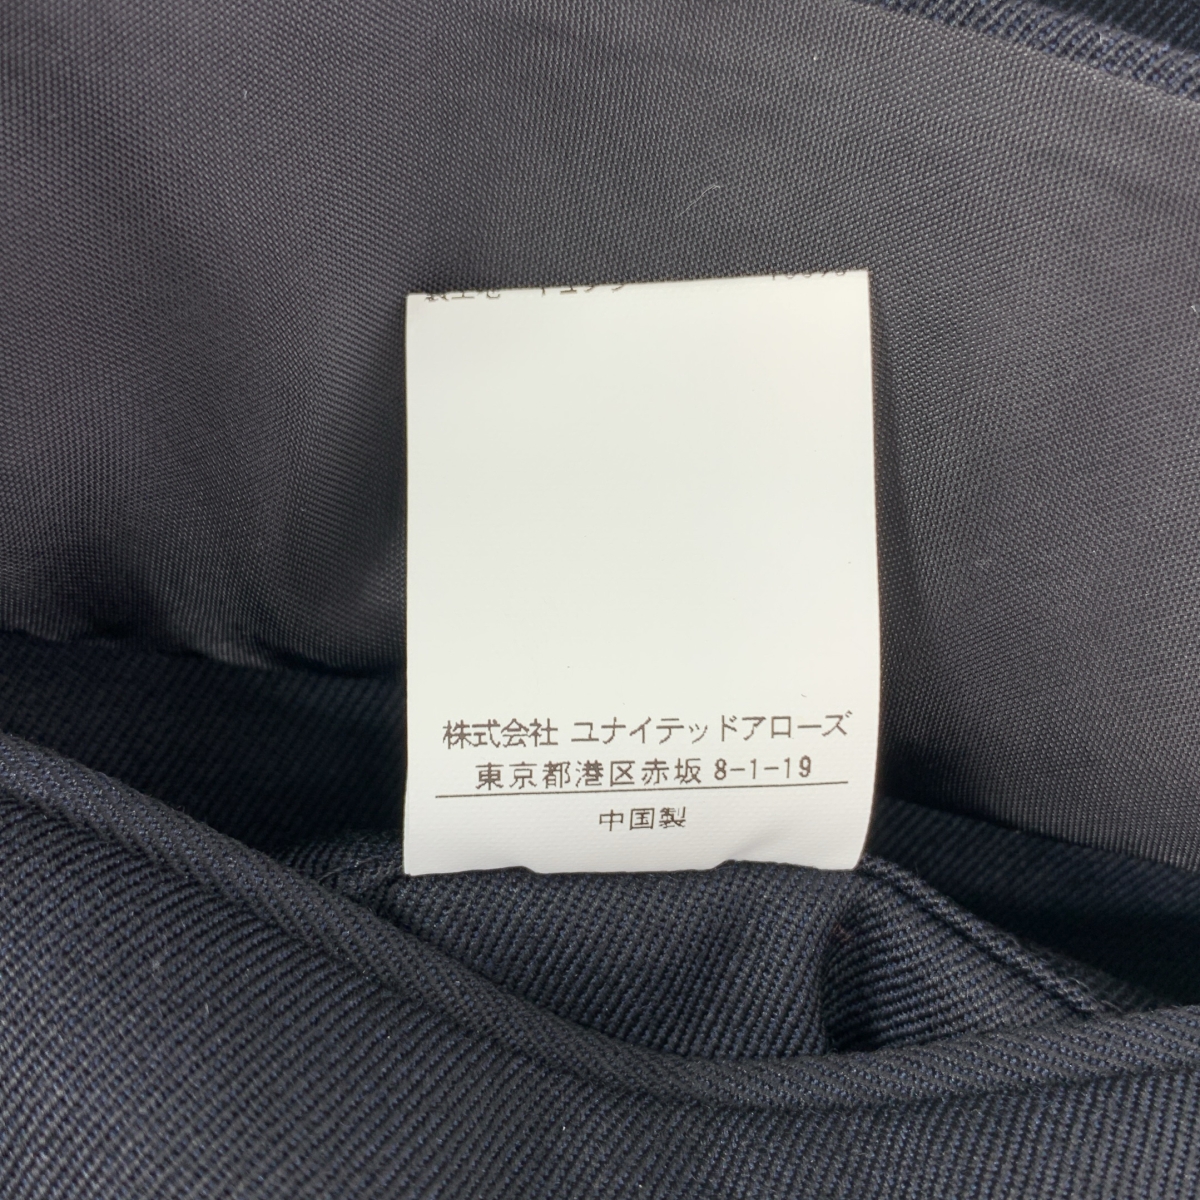 株式会社 ユナイテッドアローズ
東京都港区赤坂 8-1-19
中国製